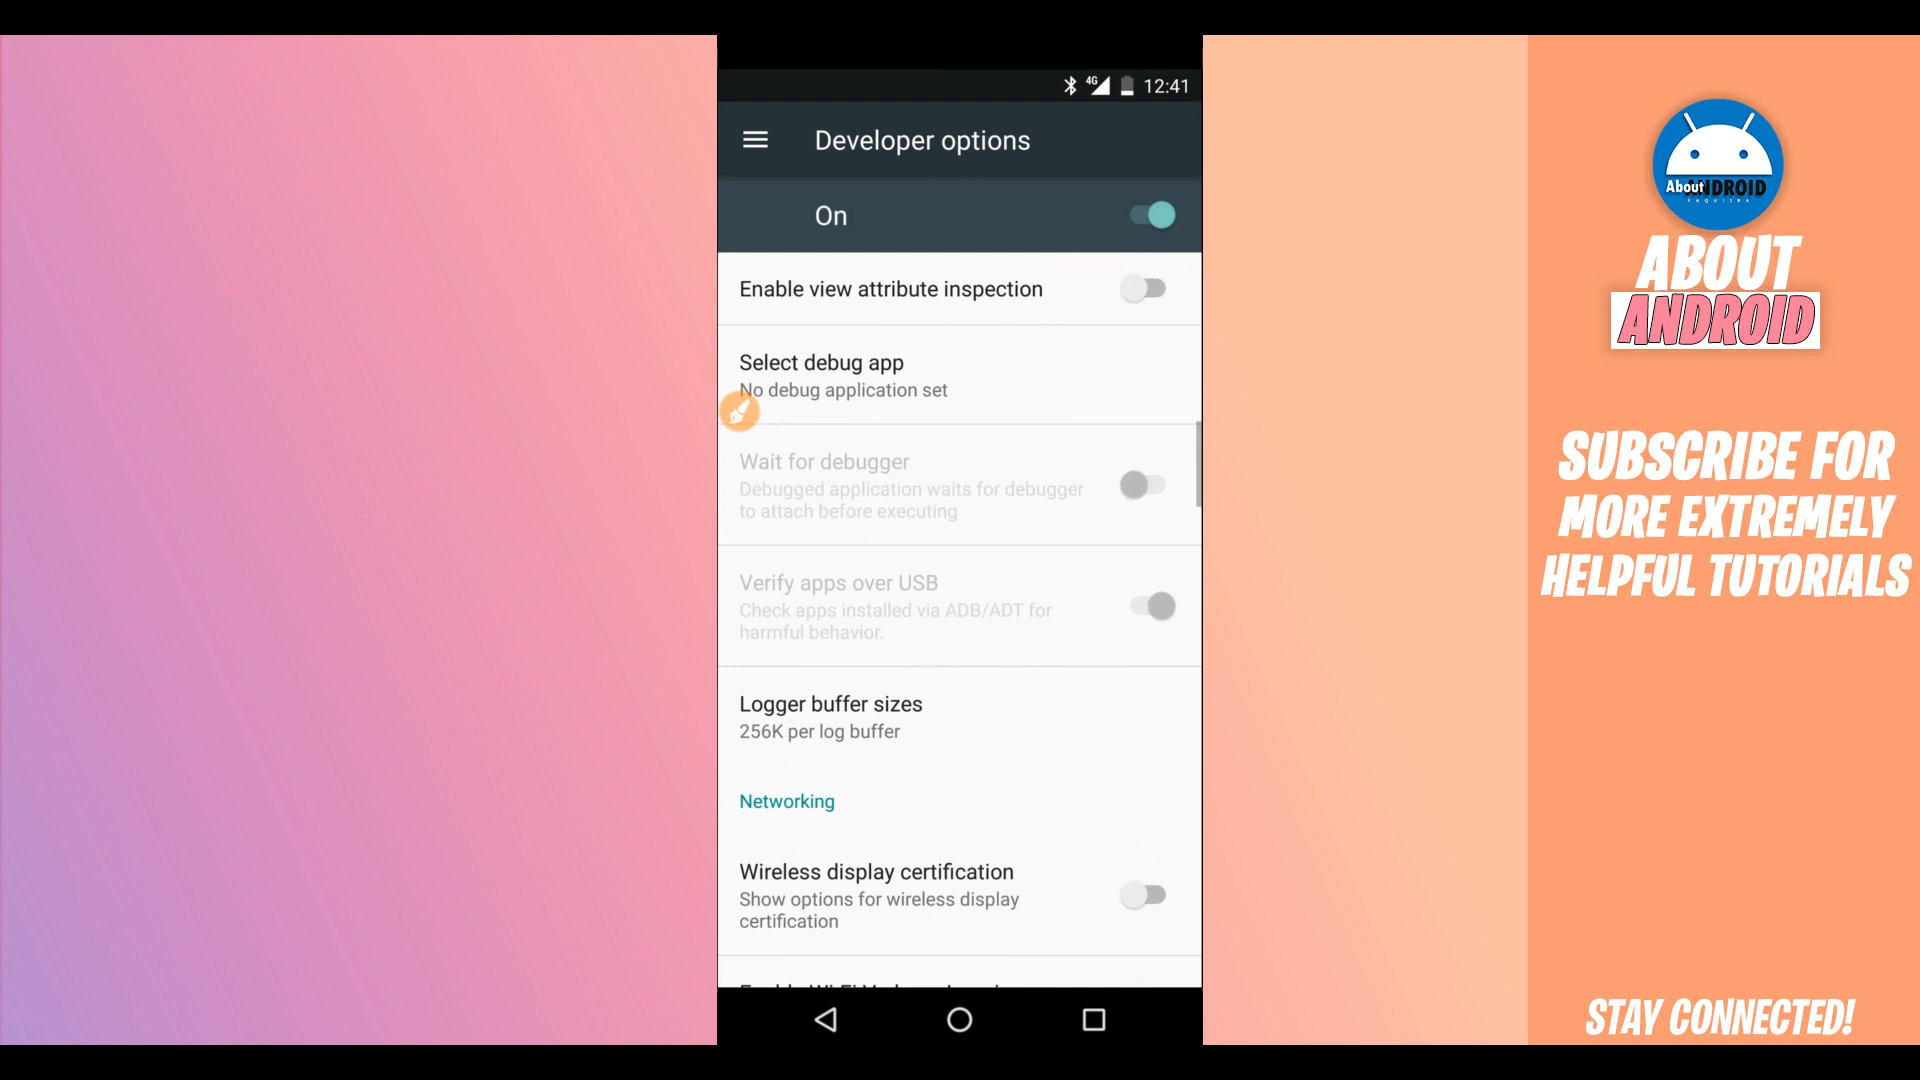 4G 12:41
Developer options
On
Enable view attribute inspection
Select debug app
No debug application set
Wait for debugger
Debugged application waits for debugger
to attach before executing
Verify apps over USB
Check apps installed via ADB/ADT for
harmful behavior.
Logger buffer sizes
256K per log buffer
Networking
Wireless display certification
Show options for wireless display
certification
About ANDROID
FAQUIIRA
ABOUT
ANDROID
SUBSCRIBE FOR
MORE EXTREMELY
HELPFUL TUTORIALS
STAY CONNECTED!